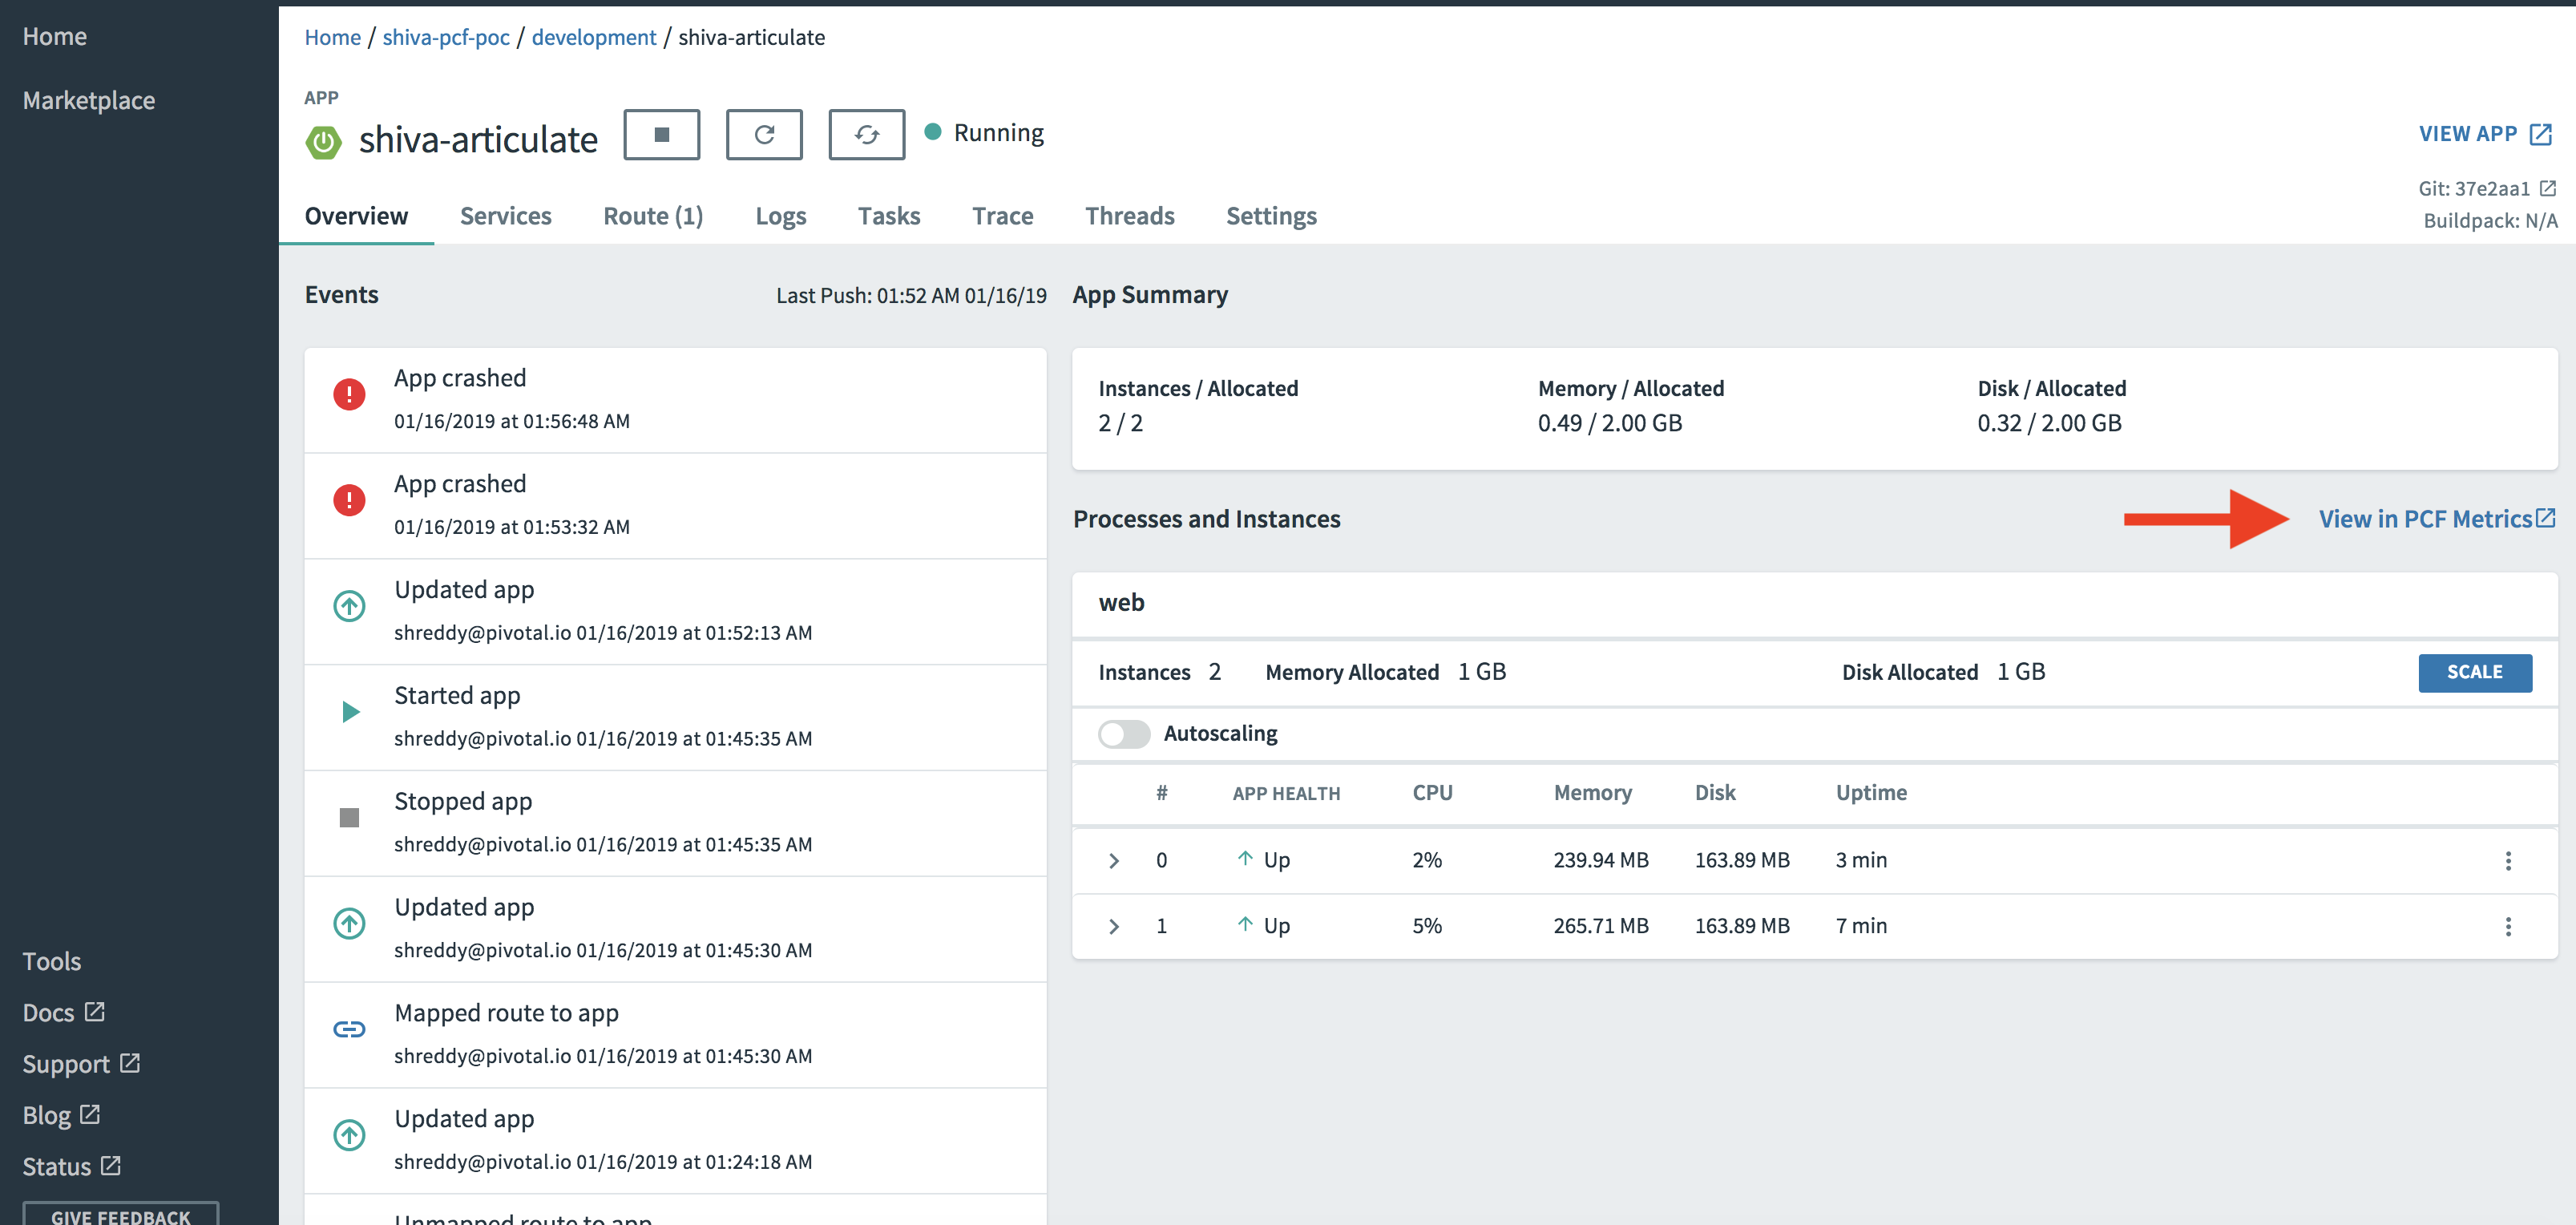 Home
Marketplace
Tools
Docs
Support
Blog
Status
GIVE FEEDBACK
Home / shiva-pcf-poc / development / shiva-articulate
APP
shiva-articulate
Running
VIEW APP
Git: 37e2aa1
Buildpack: N/A
Overview Services Route (1) Logs Tasks Trace Threads Settings
Events Last Push: 01:52 AM 01/16/19
App crashed
01/16/2019 at 01:56:48 AM
App crashed
01/16/2019 at 01:53:32 AM
Updated app
shreddy@pivotal.io 01/16/2019 at 01:52:13 AM
Started app
shreddy@pivotal.io 01/16/2019 at 01:45:35 AM
Stopped app
shreddy@pivotal.io 01/16/2019 at 01:45:35 AM
Updated app
shreddy@pivotal.io 01/16/2019 at 01:45:30 AM
Mapped route to app
shreddy@pivotal.io 01/16/2019 at 01:45:30 AM
Updated app
shreddy@pivotal.io 01/16/2019 at 01:24:18 AM
Unmapped route to app
App Summary
Instances / Allocated Memory / Allocated Disk / Allocated
2 / 2 0.49 / 2.00 GB 0.32 / 2.00 GB
Processes and Instances View in PCF Metrics
web
Instances 2 Memory Allocated 1 GB Disk Allocated 1 GB SCALE
Autoscaling
# APP HEALTH CPU Memory Disk Uptime
0 Up 2% 239.94 MB 163.89 MB 3 min
1 Up 5% 265.71 MB 163.89 MB 7 min